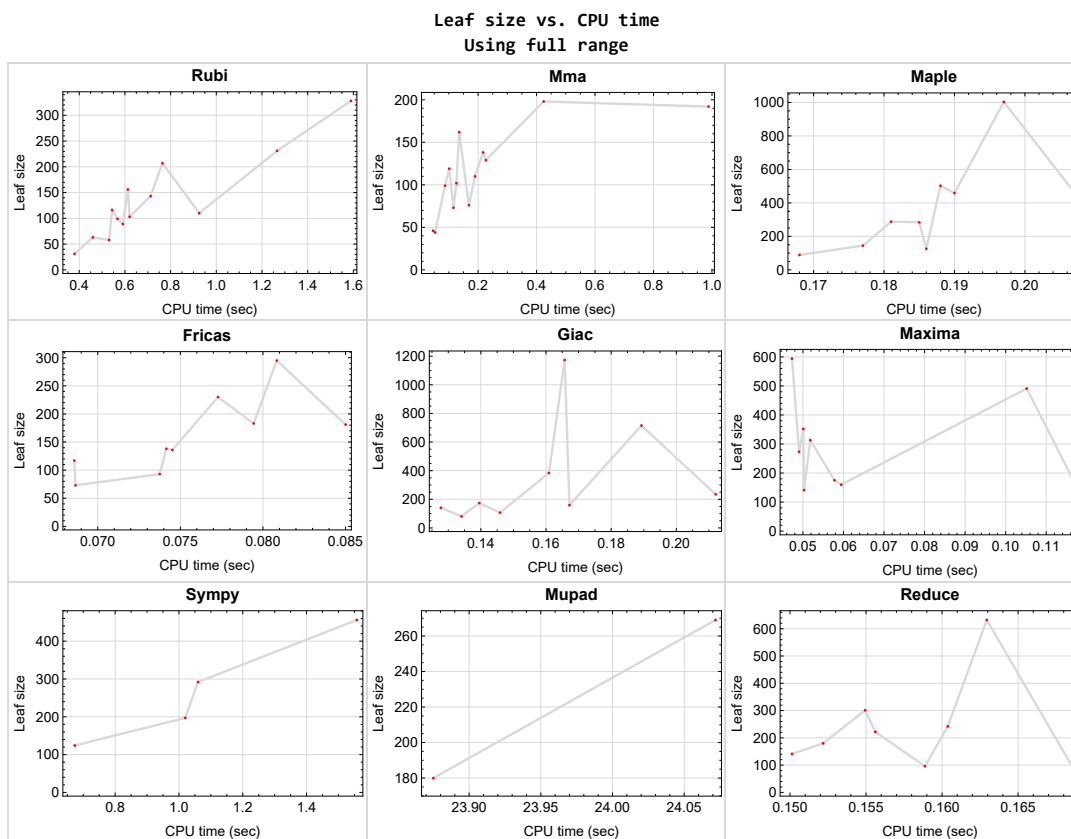 Leaf size vs. CPU time
Using full range
Rubi
Leaf size
300
250
200
150
100
50
0
0.4 0.6 0.8 1.0 1.2 1.4 1.6
CPU time (sec)
Mma
Leaf size
200
150
100
50
0
0.2 0.4 0.6 0.8 1.0
CPU time (sec)
Maple
Leaf size
1000
800
600
400
200
0
0.17 0.18 0.19 0.20
CPU time (sec)
Fricas
Leaf size
300
250
200
150
100
50
0
0.070 0.075 0.080 0.085
CPU time (sec)
Giac
Leaf size
1200
1000
800
600
400
200
0
0.14 0.16 0.18 0.20
CPU time (sec)
Maxima
Leaf size
600
500
400
300
200
100
0
0.05 0.06 0.07 0.08 0.09 0.10 0.11
CPU time (sec)
Sympy
Leaf size
400
300
200
100
0
0.8 1.0 1.2 1.4
CPU time (sec)
Mupad
Leaf size
260
240
220
200
180
23.90 23.95 24.00 24.05
CPU time (sec)
Reduce
Leaf size
600
500
400
300
200
100
0
0.150 0.155 0.160 0.165
CPU time (sec)